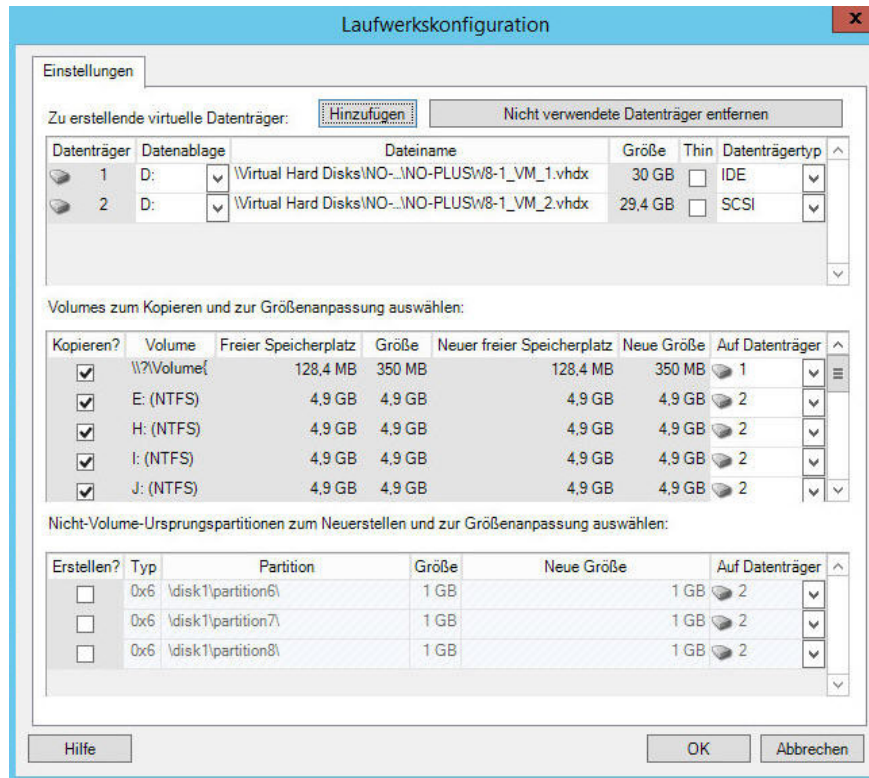 Laufwerkskonfiguration
x
Einstellungen
Zu erstellende virtuelle Datenträger: Hinzufügen Nicht verwendete Datenträger entfernen
Datenträger Datenablage Dateiname Größe Thin Datenträgertyp
1 D: \Virtual Hard Disks\NO-...\NO-PLUSW8-1_VM_1.vhdx 30 GB IDE
2 D: \Virtual Hard Disks\NO-...\NO-PLUSW8-1_VM_2.vhdx 29,4 GB SCSI
Volumes zum Kopieren und zur Größenanpassung auswählen:
Kopieren? Volume Freier Speicherplatz Größe Neuer freier Speicherplatz Neue Größe Auf Datenträger
\\?\Volume{ 128,4 MB 350 MB 128,4 MB 350 MB 1
E: (NTFS) 4,9 GB 4,9 GB 4,9 GB 4,9 GB 2
H: (NTFS) 4,9 GB 4,9 GB 4,9 GB 4,9 GB 2
I: (NTFS) 4,9 GB 4,9 GB 4,9 GB 4,9 GB 2
J: (NTFS) 4,9 GB 4,9 GB 4,9 GB 4,9 GB 2
Nicht-Volume-Ursprungspartitionen zum Neuerstellen und zur Größenanpassung auswählen:
Erstellen? Typ Partition Größe Neue Größe Auf Datenträger
0x6 \disk1\partition6\ 1 GB 1 GB 2
0x6 \disk1\partition7\ 1 GB 1 GB 2
0x6 \disk1\partition8\ 1 GB 1 GB 2
Hilfe OK Abbrechen